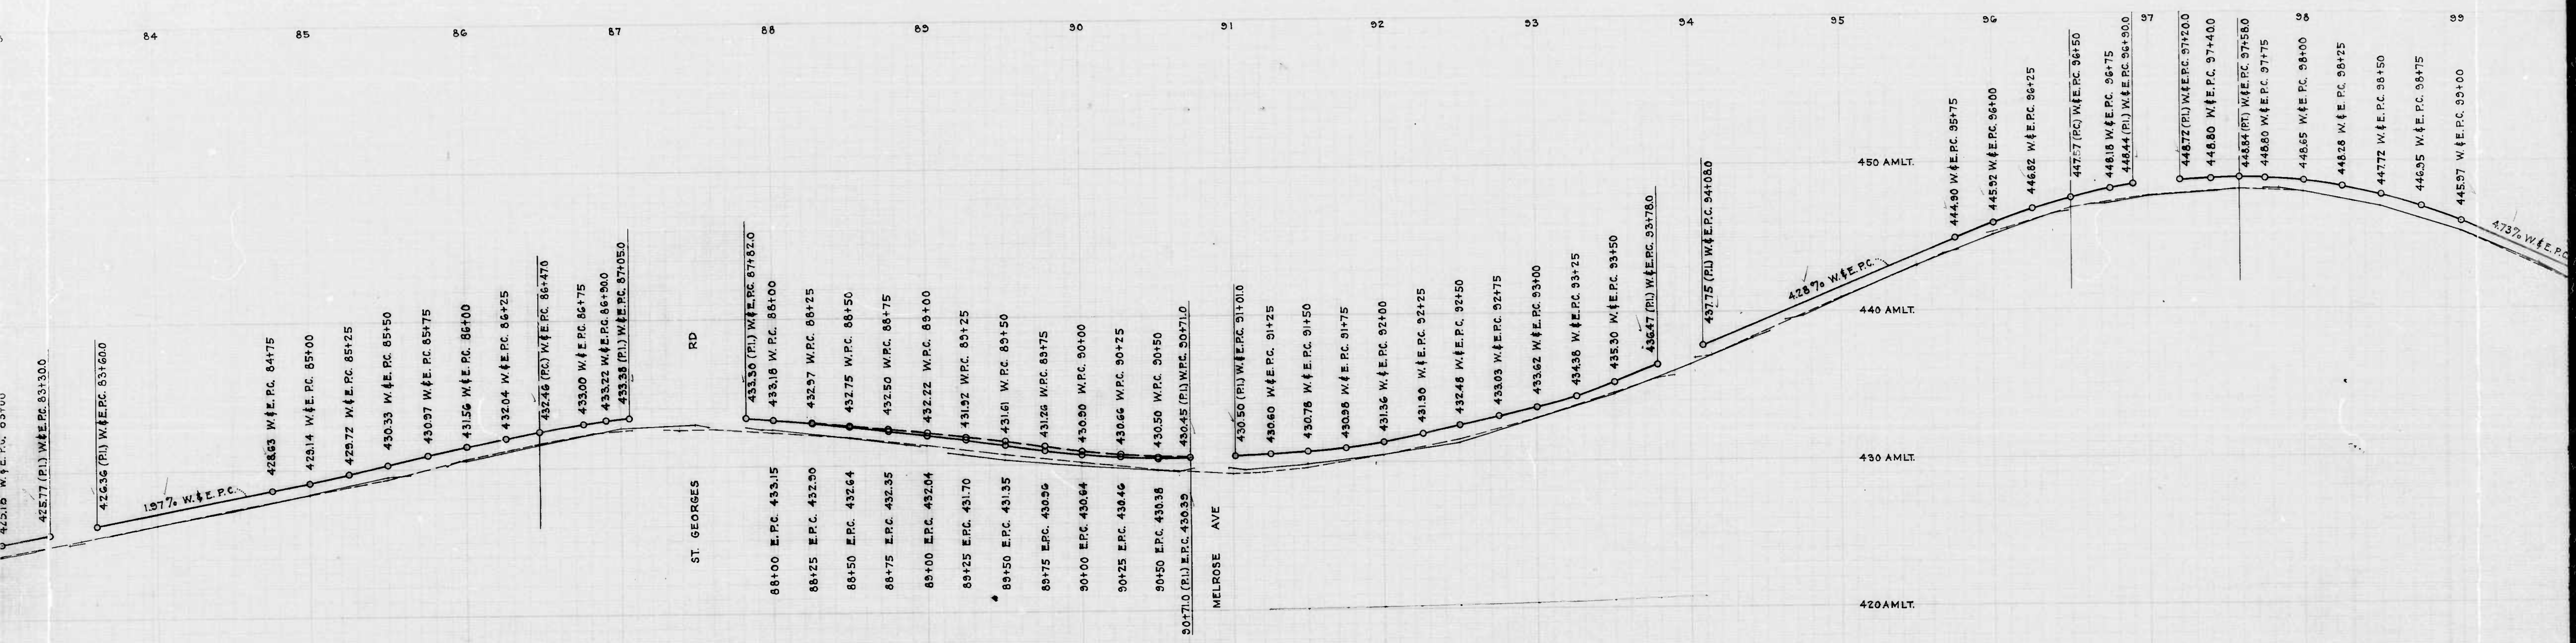 84 85 86 87 88 89 90 91 92 93 94 95 96 97 98 99
425.77 (P.I.) W.&E.P.C. 83+30.0
426.36 (P.I.) W.&E.P.C. 83+60.0
1.97% W.&E.P.C.
428.63 W.&E.P.C. 84+75
429.14 W.&E.P.C. 85+00
429.72 W.&E.P.C. 85+25
430.33 W.&E.P.C. 85+50
430.97 W.&E.P.C. 85+75
431.56 W.&E.P.C. 86+00
432.04 W.&E.P.C. 86+25
432.46 (P.C.) W.&E.P.C. 86+47.0
433.00 W.&E.P.C. 86+75
433.22 W.&E.P.C. 86+90.0
433.38 (P.I.) W.&E.P.C. 87+05.0
ST. GEORGES RD
433.30 (P.I.) W.&E.P.C. 87+82.0
433.18 W.P.C. 88+00
432.97 W.P.C. 88+25
432.75 W.P.C. 88+50
432.50 W.P.C. 88+75
432.22 W.P.C. 89+00
431.92 W.P.C. 89+25
431.61 W.P.C. 89+50
431.26 W.P.C. 89+75
430.90 W.P.C. 90+00
430.66 W.P.C. 90+25
430.50 W.P.C. 90+50
430.45 (P.I.) W.P.C. 90+71.0
88+00 E.P.C. 433.15
88+25 E.P.C. 432.90
88+50 E.P.C. 432.64
88+75 E.P.C. 432.35
89+00 E.P.C. 432.04
89+25 E.P.C. 431.70
89+50 E.P.C. 431.35
89+75 E.P.C. 430.96
90+00 E.P.C. 430.64
90+25 E.P.C. 430.46
90+50 E.P.C. 430.38
90+71.0 (P.I.) E.P.C. 430.39
MELROSE AVE
430.50 (P.I.) W.&E.P.C. 91+01.0
430.60 W.&E.P.C. 91+25
430.78 W.&E.P.C. 91+50
430.98 W.&E.P.C. 91+75
431.36 W.&E.P.C. 92+00
431.90 W.&E.P.C. 92+25
432.48 W.&E.P.C. 92+50
433.03 W.&E.P.C. 92+75
433.62 W.&E.P.C. 93+00
434.38 W.&E.P.C. 93+25
435.30 W.&E.P.C. 93+50
436.47 (P.I.) W.&E.P.C. 93+78.0
437.75 (P.I.) W.&E.P.C. 94+08.0
4.28% W.&E.P.C.
450 AMLT.
440 AMLT.
430 AMLT.
420 AMLT.
444.90 W.&E.P.C. 95+75
445.92 W.&E.P.C. 96+00
446.82 W.&E.P.C. 96+25
447.57 (P.C.) W.&E.P.C. 96+50
448.18 W.&E.P.C. 96+75
448.44 (P.I.) W.&E.P.C. 96+90.0
448.72 (P.I.) W.&E.P.C. 97+20.0
448.80 W.&E.P.C. 97+40.0
448.84 (P.T.) W.&E.P.C. 97+58.0
448.80 W.&E.P.C. 97+75
448.65 W.&E.P.C. 98+00
448.28 W.&E.P.C. 98+25
447.72 W.&E.P.C. 98+50
446.95 W.&E.P.C. 98+75
445.97 W.&E.P.C. 99+00
4.73% W.&E.P.C.